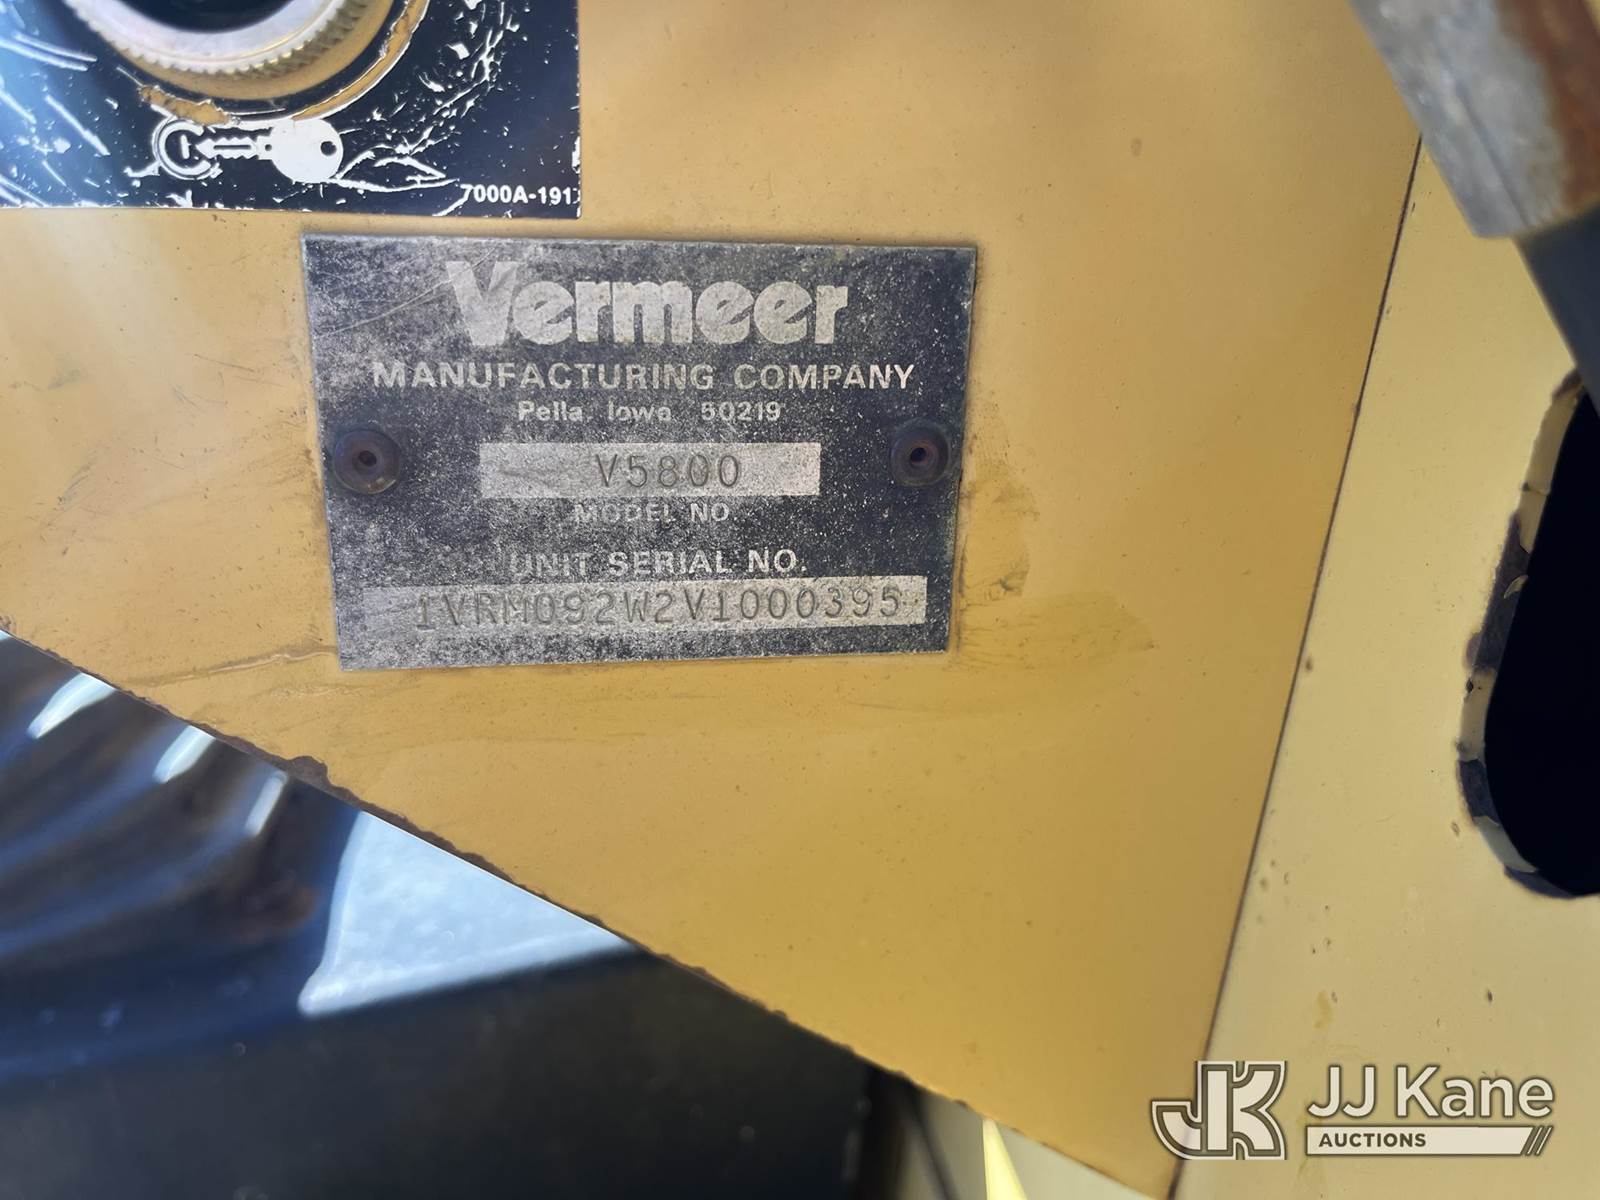 7000A-191
Vermeer
MANUFACTURING COMPANY
Pella, Iowa 50219
V5800
MODEL NO.
UNIT SERIAL NO.
1VRM092W2V1000395
JJ Kane
AUCTIONS